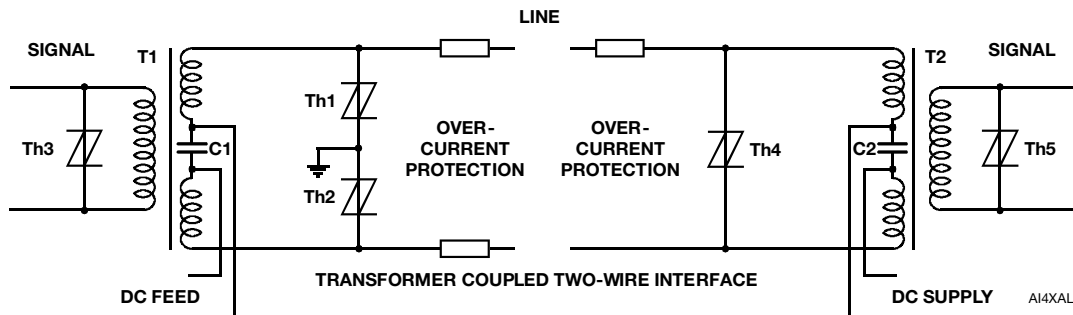 LINE
SIGNAL
T1
T2
SIGNAL
Th1
OVER-
CURRENT
PROTECTION
OVER-
CURRENT
PROTECTION
Th3
C1
Th4
C2
Th5
Th2
TRANSFORMER COUPLED TWO-WIRE INTERFACE
DC FEED
DC SUPPLY
AI4XAL